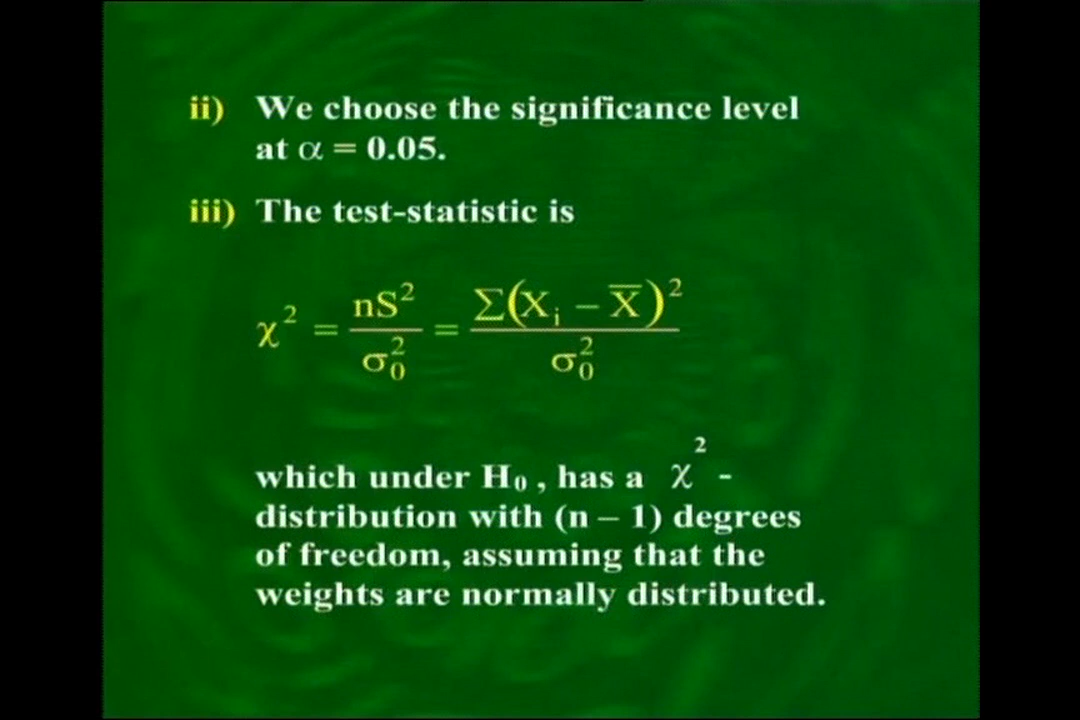 ii) We choose the significance level
at α = 0.05.
iii) The test-statistic is
χ² = nS²/σ₀² = Σ(Xᵢ – X̄)²/σ₀²
which under H₀ , has a χ² -
distribution with (n – 1) degrees
of freedom, assuming that the
weights are normally distributed.